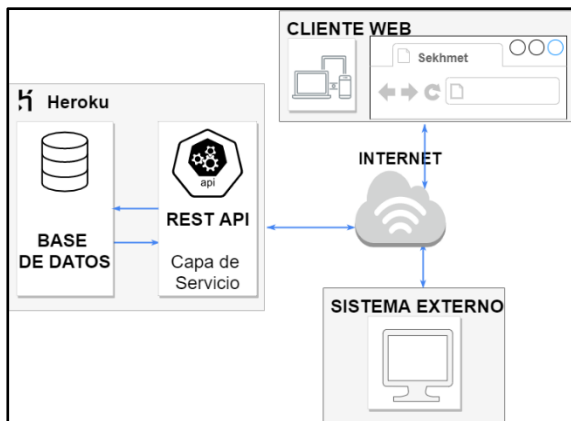 CLIENTE WEB
Sekhmet
Heroku
INTERNET
api
REST API
BASE
DE DATOS
Capa de
Servicio
SISTEMA EXTERNO